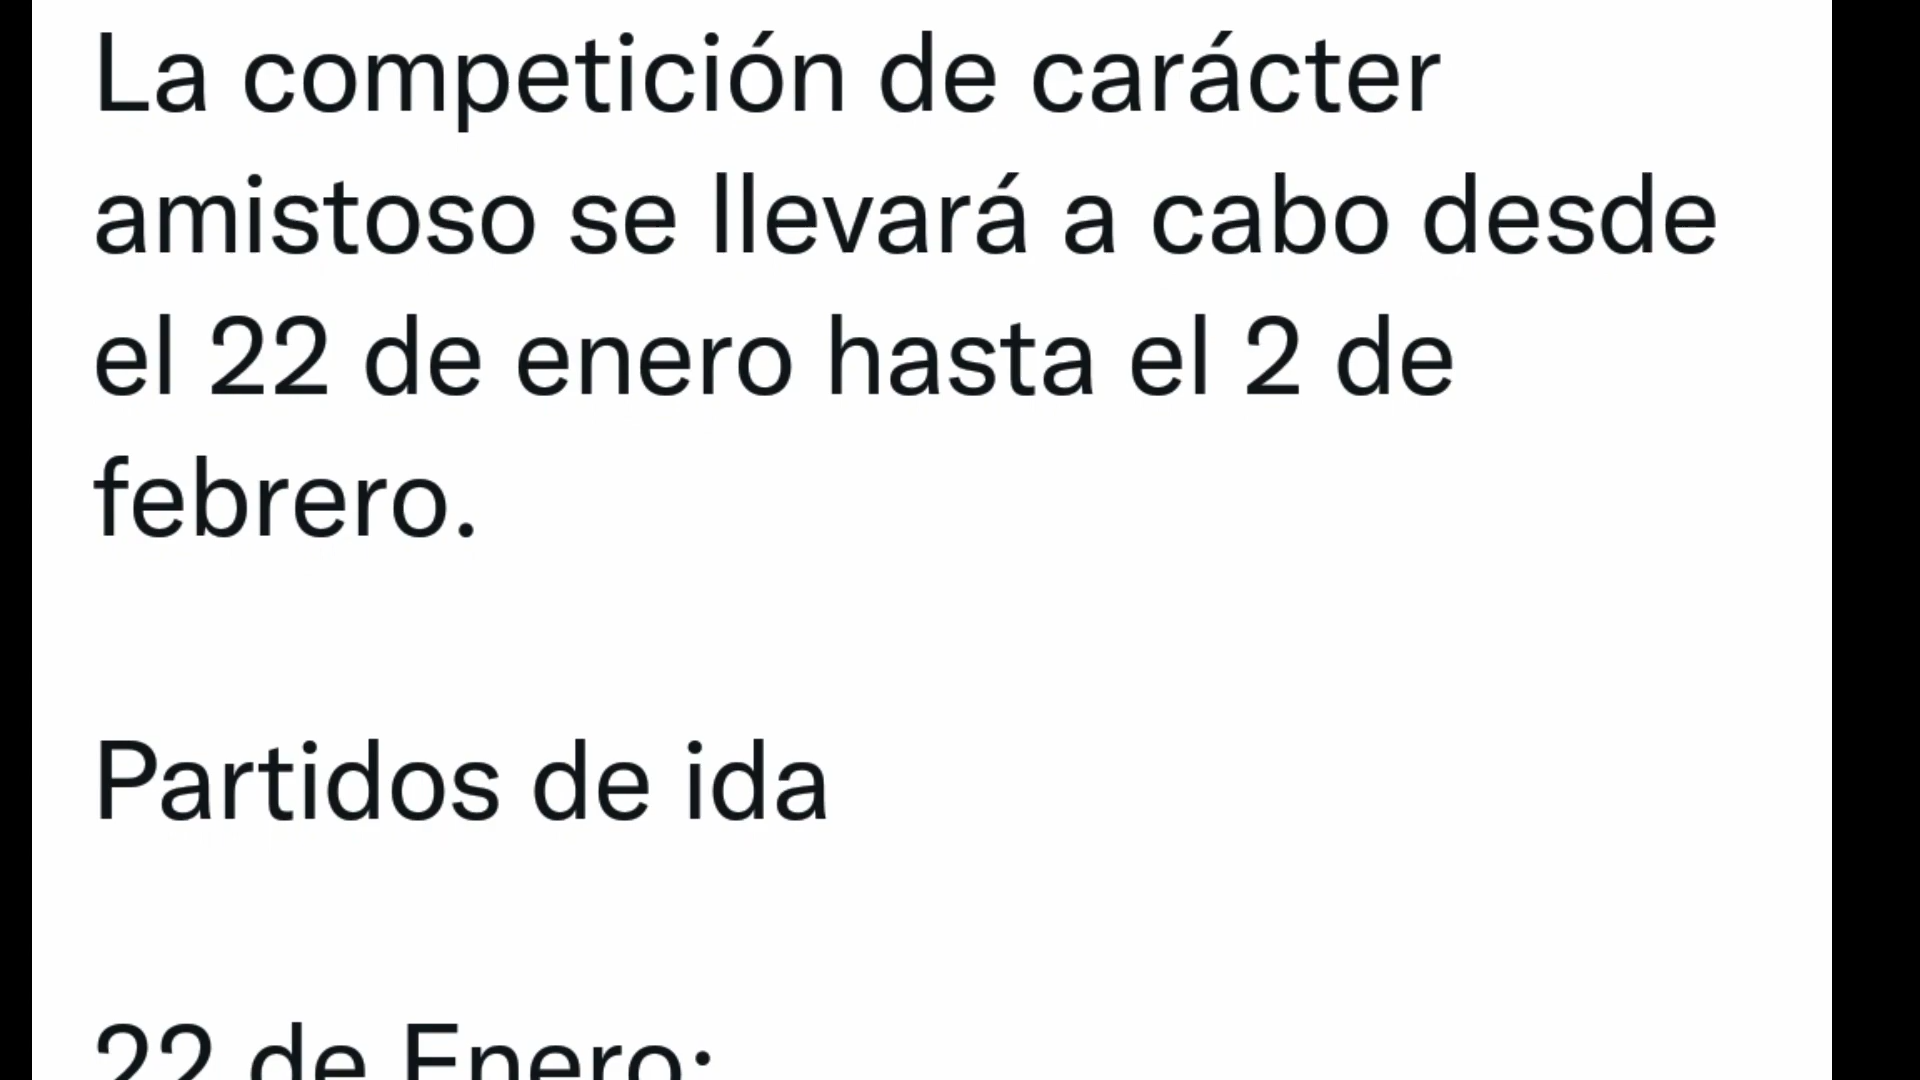 La competición de carácter
amistoso se llevará a cabo desde
el 22 de enero hasta el 2 de
febrero.
Partidos de ida
22 de Enero: